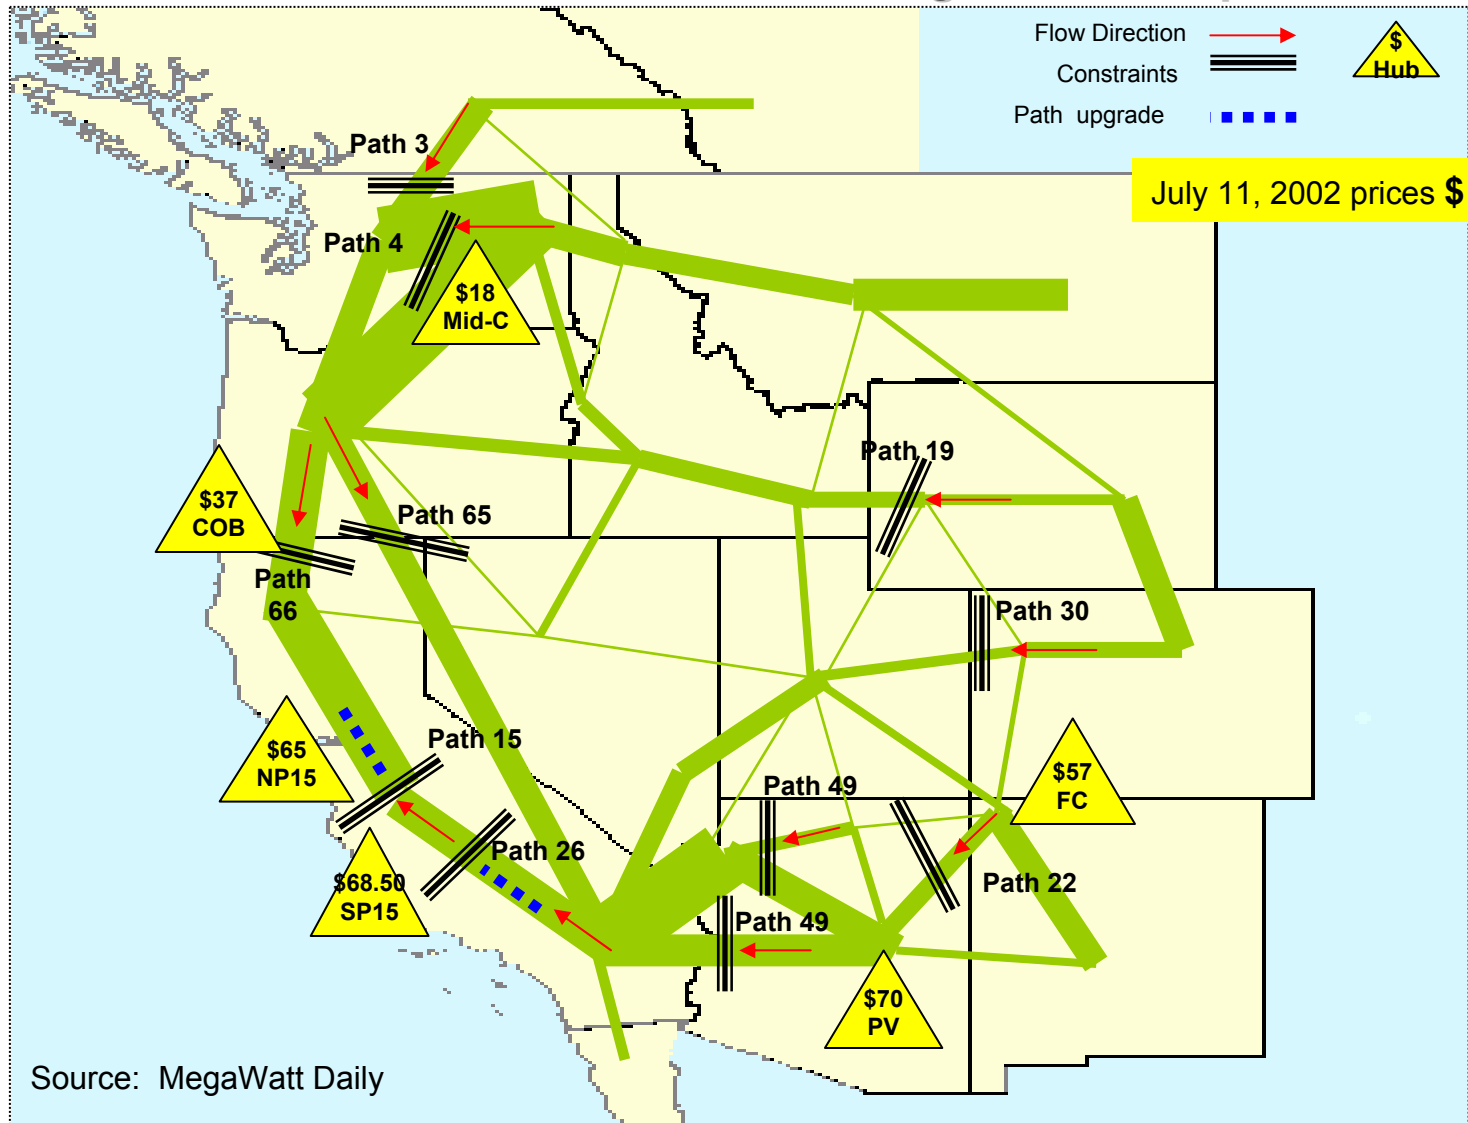 Flow Direction
Constraints
Path upgrade
$
Hub
July 11, 2002 prices $
Path 3
Path 4
$18
Mid-C
Path 19
$37
COB
Path 65
Path
66
Path 30
$65
NP15
Path 15
Path 49
$57
FC
$68.50
SP15
Path 26
Path 22
Path 49
$70
PV
Source: MegaWatt Daily